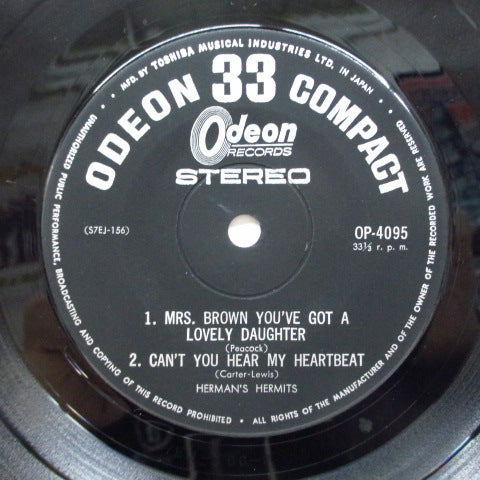 • MFD. BY TOSHIBA MUSICAL INDUSTRIES LTD. IN JAPAN •
ODEON 33 COMPACT
Odeon
RECORDS
STEREO
(S7EJ-156)
OP-4095
33⅓ r. p. m.
1. MRS. BROWN YOU'VE GOT A
LOVELY DAUGHTER
(Peacock)
2. CAN'T YOU HEAR MY HEARTBEAT
(Carter-Lewis)
HERMAN'S HERMITS
UNAUTHORIZED PUBLIC PERFORMANCE, BROADCASTING AND COPYING OF THIS RECORD PROHIBITED • ALL RIGHTS OF THE MANUFACTURER AND OF THE OWNER OF THE RECORDED WORK ARE RESERVED